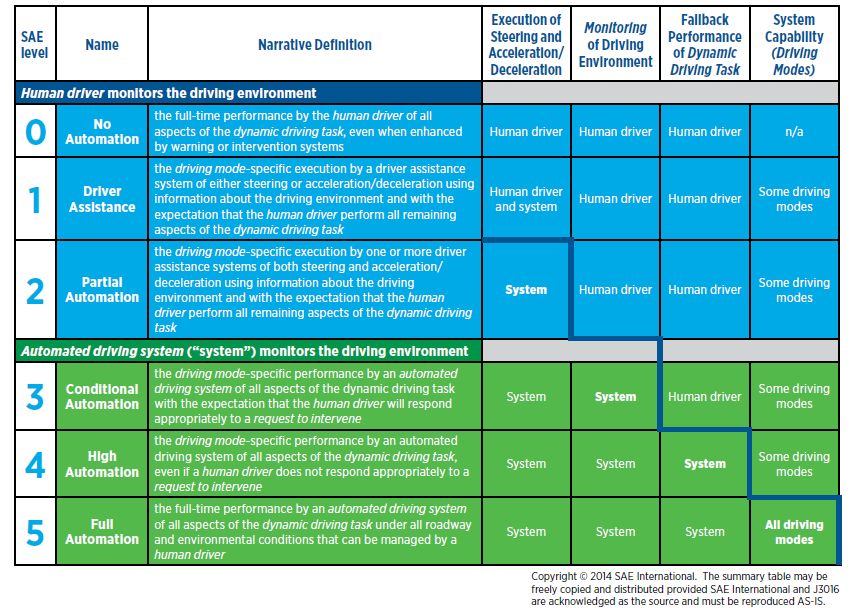 SAE
level
Name
Narrative Definition
Execution of
Steering and
Acceleration/
Deceleration
Monitoring
of Driving
Environment
Fallback
Performance
of Dynamic
Driving Task
System
Capability
(Driving
Modes)
Human driver monitors the driving environment
0
No
Automation
the full-time performance by the human driver of all
aspects of the dynamic driving task, even when enhanced
by warning or intervention systems
Human driver
Human driver
Human driver
n/a
1
Driver
Assistance
the driving mode-specific execution by a driver assistance
system of either steering or acceleration/deceleration using
information about the driving environment and with the
expectation that the human driver perform all remaining
aspects of the dynamic driving task
Human driver
and system
Human driver
Human driver
Some driving
modes
2
Partial
Automation
the driving mode-specific execution by one or more driver
assistance systems of both steering and acceleration/
deceleration using information about the driving
environment and with the expectation that the human
driver perform all remaining aspects of the dynamic driving
task
System
Human driver
Human driver
Some driving
modes
Automated driving system ("system") monitors the driving environment
3
Conditional
Automation
the driving mode-specific performance by an automated
driving system of all aspects of the dynamic driving task
with the expectation that the human driver will respond
appropriately to a request to intervene
System
System
Human driver
Some driving
modes
4
High
Automation
the driving mode-specific performance by an automated
driving system of all aspects of the dynamic driving task,
even if a human driver does not respond appropriately to a
request to intervene
System
System
System
Some driving
modes
5
Full
Automation
the full-time performance by an automated driving system
of all aspects of the dynamic driving task under all roadway
and environmental conditions that can be managed by a
human driver
System
System
System
All driving
modes
Copyright © 2014 SAE International. The summary table may be
freely copied and distributed provided SAE International and J3016
are acknowledged as the source and must be reproduced AS-IS.